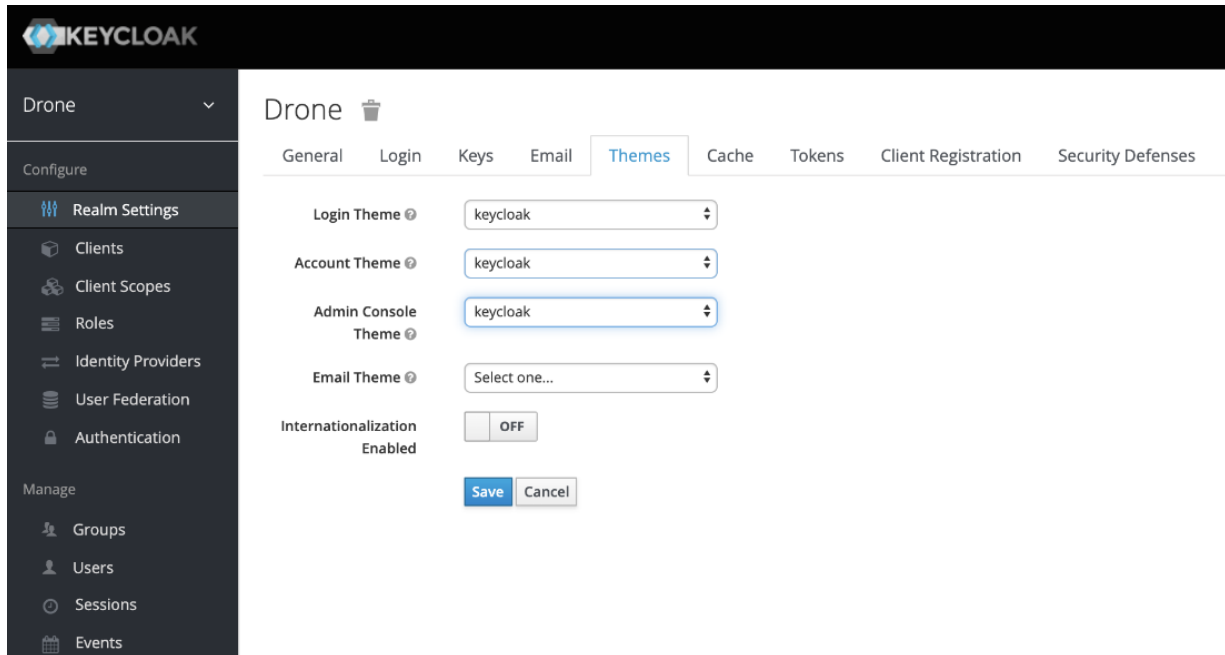 KEYCLOAK
Drone
Configure
Realm Settings
Clients
Client Scopes
Roles
Identity Providers
User Federation
Authentication
Manage
Groups
Users
Sessions
Events
Drone
General Login Keys Email Themes Cache Tokens Client Registration Security Defenses
Login Theme keycloak
Account Theme keycloak
Admin Console
Theme
keycloak
Email Theme Select one...
Internationalization
Enabled
OFF
Save Cancel